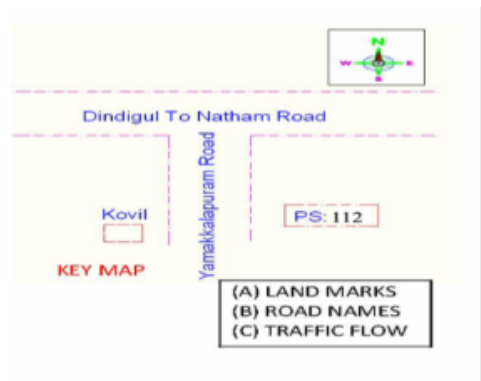 N
W E
S
Dindigul To Natham Road
Yamakkalapuram Road
Kovil
PS: 112
KEY MAP
(A) LAND MARKS
(B) ROAD NAMES
(C) TRAFFIC FLOW